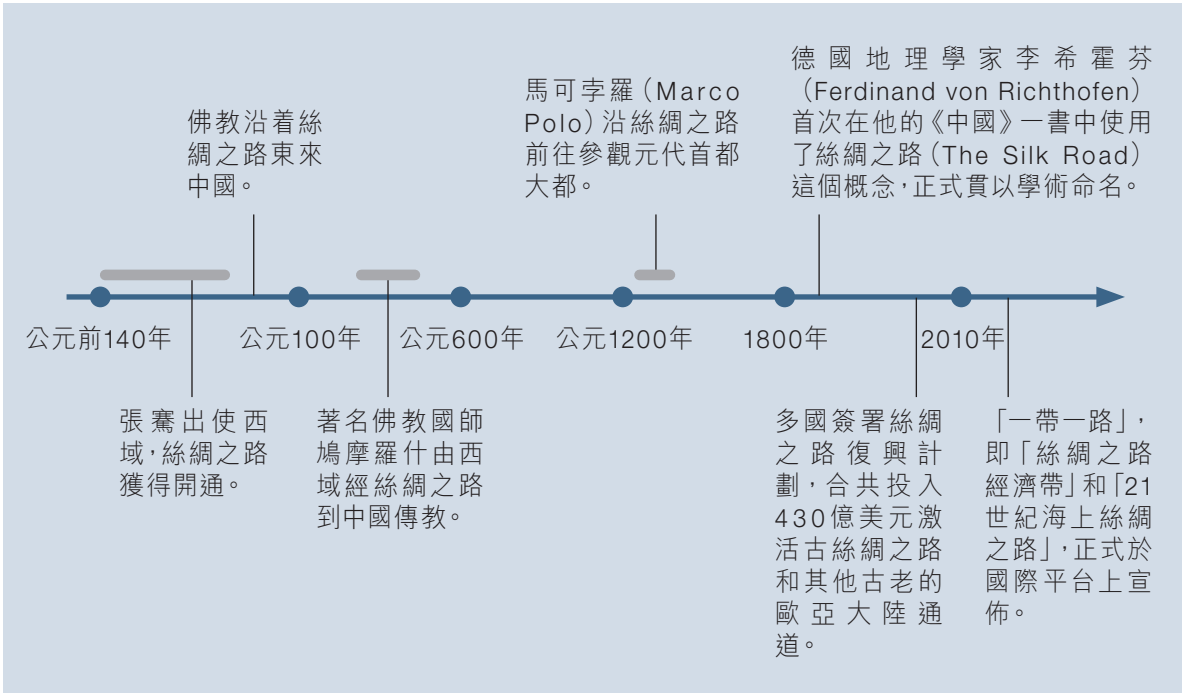 佛教沿着絲
綢之路東來
中國。
馬可孛羅（Marco
Polo）沿絲綢之路
前往參觀元代首都
大都。
德國地理學家李希霍芬
（Ferdinand von Richthofen）
首次在他的《中國》一書中使用
了絲綢之路（The Silk Road）
這個概念，正式貫以學術命名。
公元前140年
公元100年
公元600年
公元1200年
1800年
2010年
張騫出使西
域，絲綢之路
獲得開通。
著名佛教國師
鳩摩羅什由西
域經絲綢之路
到中國傳教。
多國簽署絲綢
之路復興計
劃，合共投入
430億美元激
活古絲綢之路
和其他古老的
歐亞大陸通
道。
「一帶一路」，
即「絲綢之路
經濟帶」和「21
世紀海上絲綢
之路」，正式於
國際平台上宣
佈。